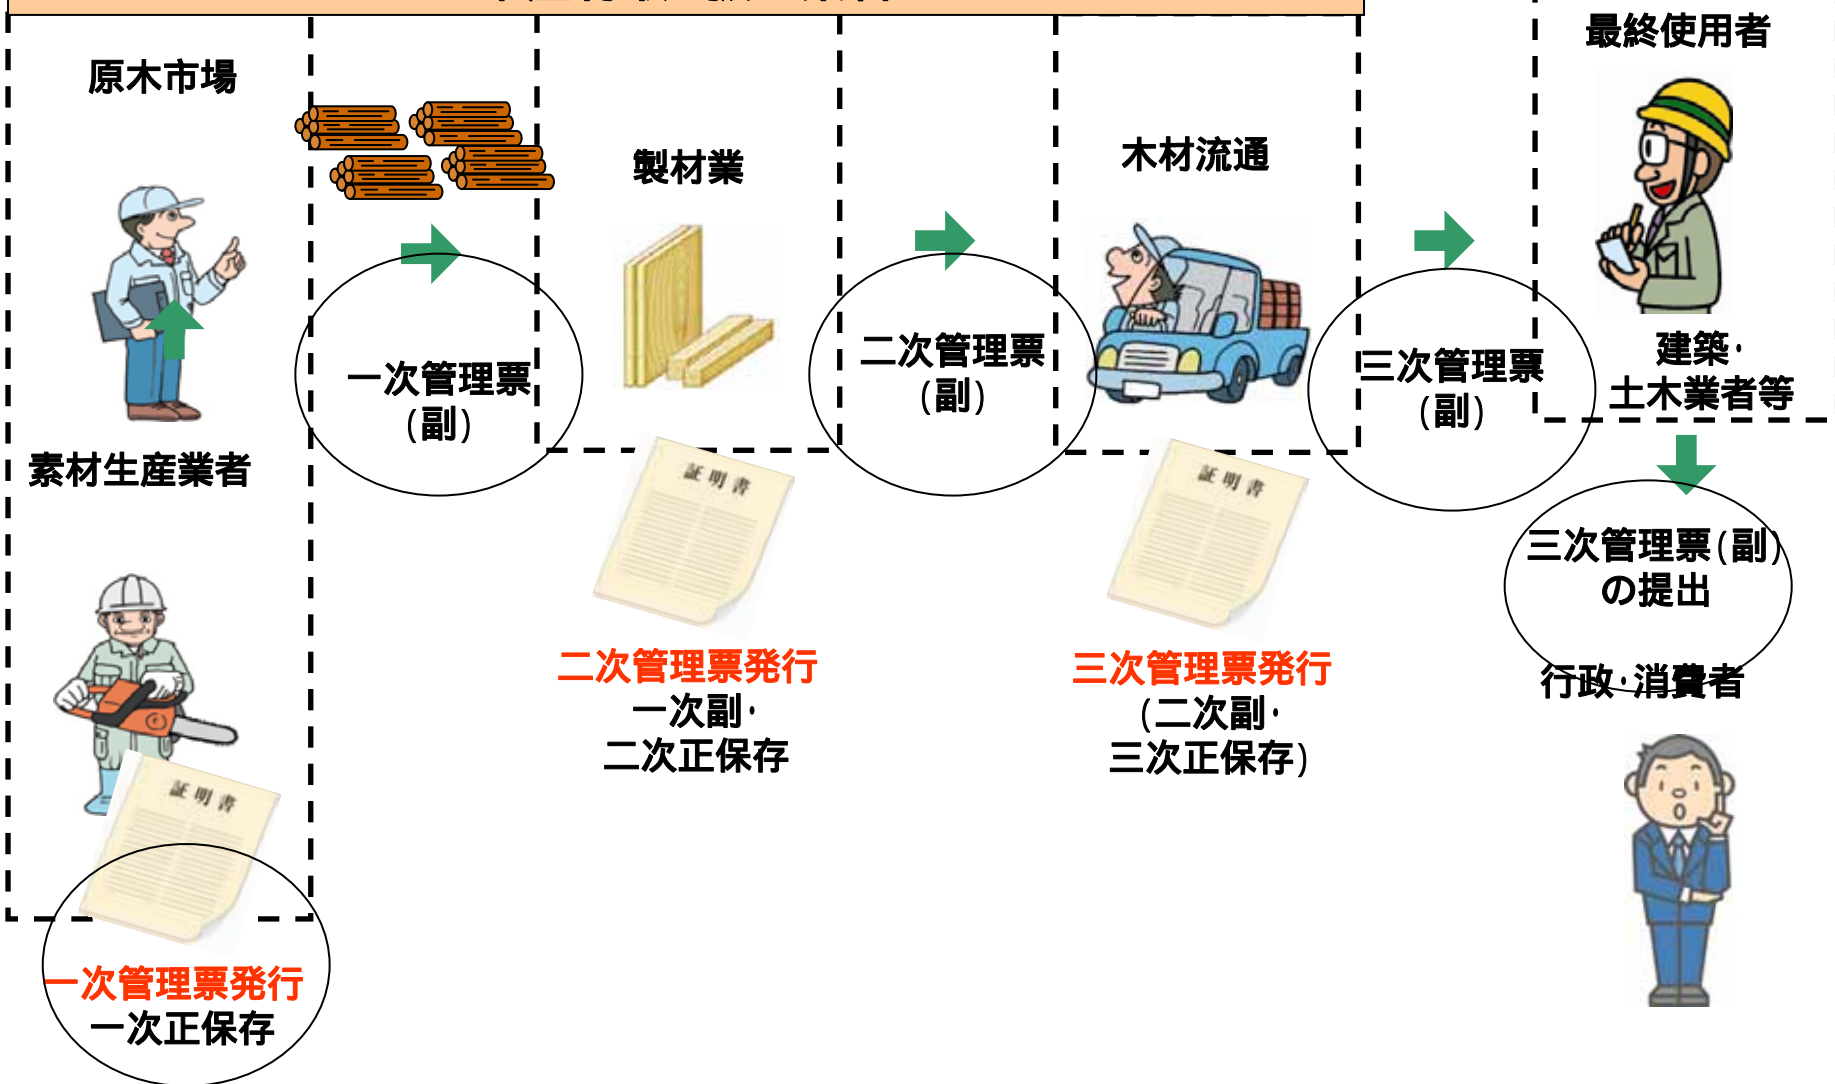 原木市場
素材生産業者
証明書
一次管理票発行
一次正保存
一次管理票
(副)
製材業
証明書
二次管理票発行
一次副・
二次正保存
二次管理票
(副)
木材流通
証明書
三次管理票発行
(二次副・
三次正保存)
三次管理票
(副)
最終使用者
建築・
土木業者等
三次管理票(副)
の提出
行政・消費者